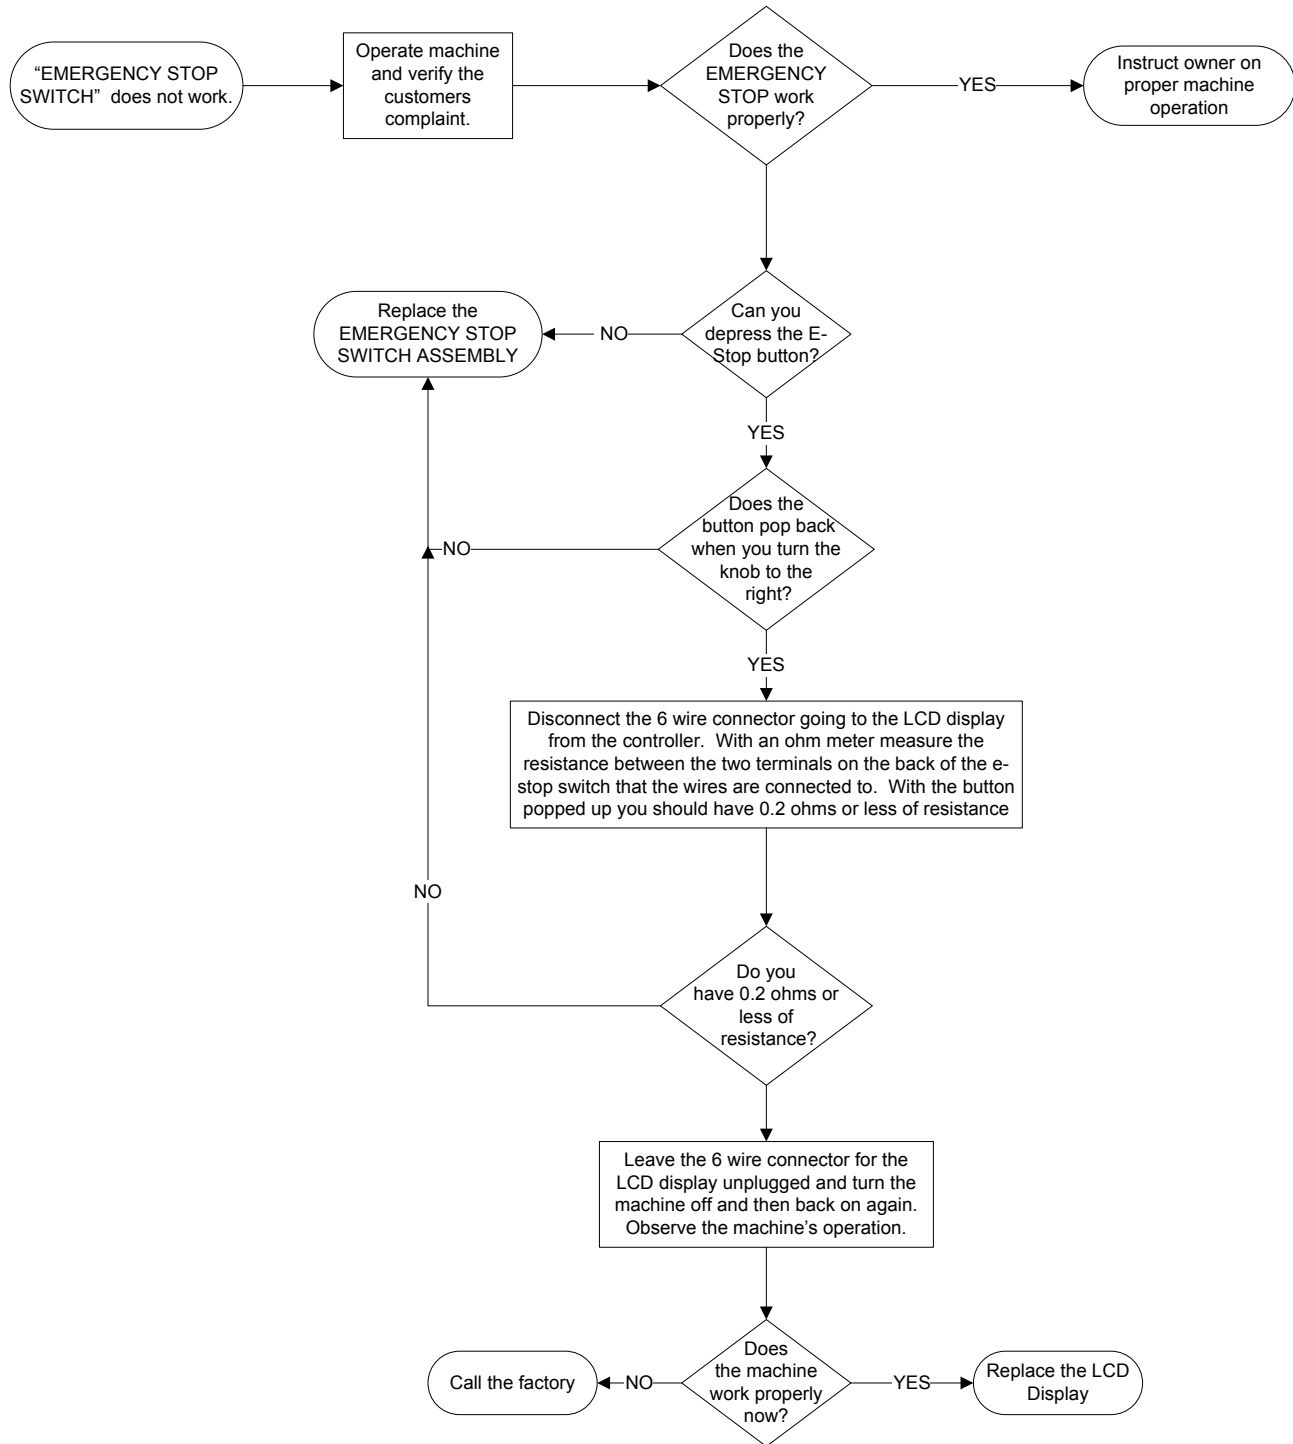 “EMERGENCY STOP
SWITCH”  does not work.
Operate machine
and verify the
customers
complaint.
Does the
EMERGENCY
STOP work
properly?
YES
Instruct owner on
proper machine
operation
Can you
depress the E-
Stop button?
NO
Replace the
EMERGENCY STOP
SWITCH ASSEMBLY
YES
Does the
button pop back
when you turn the
knob to the
right?
NO
YES
Disconnect the 6 wire connector going to the LCD display
from the controller.  With an ohm meter measure the
resistance between the two terminals on the back of the e-
stop switch that the wires are connected to.  With the button
popped up you should have 0.2 ohms or less of resistance
NO
Do you
have 0.2 ohms or
less of
resistance?
Leave the 6 wire connector for the
LCD display unplugged and turn the
machine off and then back on again.
Observe the machine’s operation.
Does
the machine
work properly
now?
NO
Call the factory
YES
Replace the LCD
Display